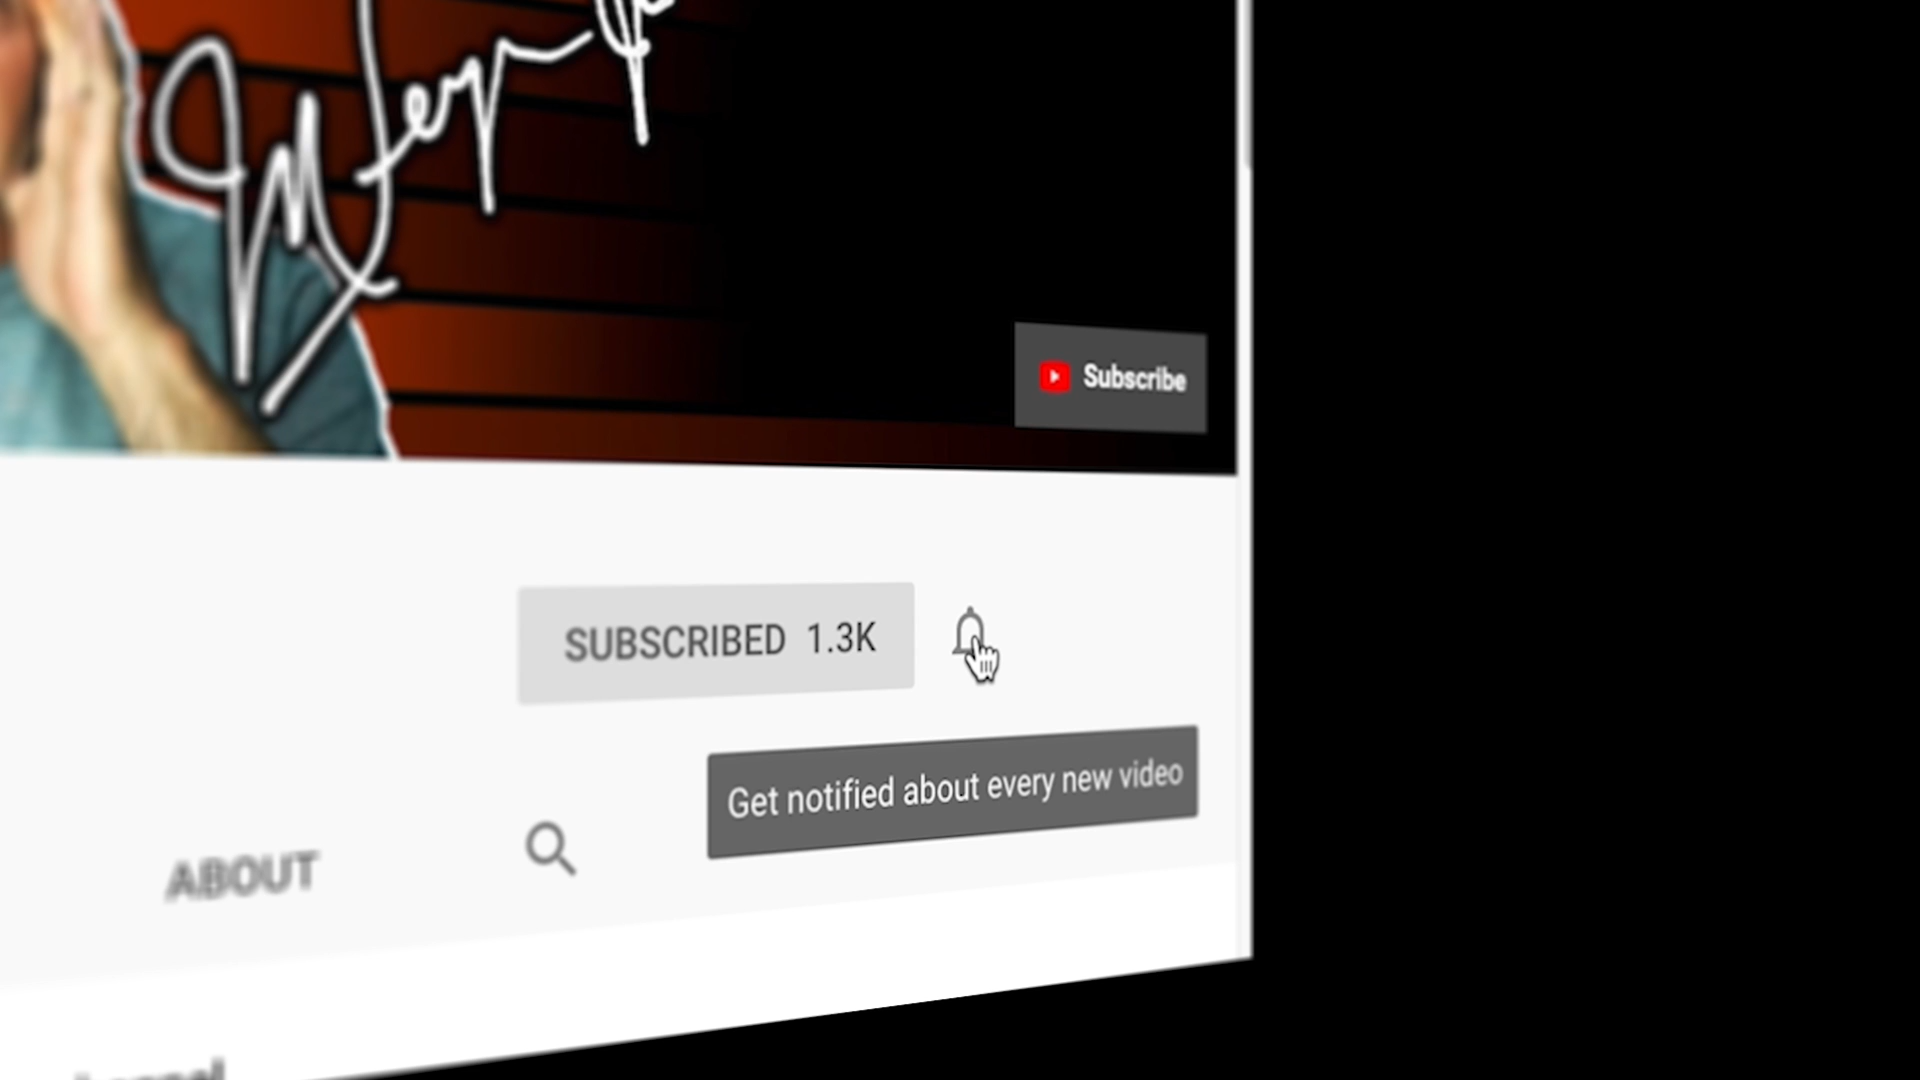 Subscribe
SUBSCRIBED 1.3K
Get notified about every new video
ABOUT